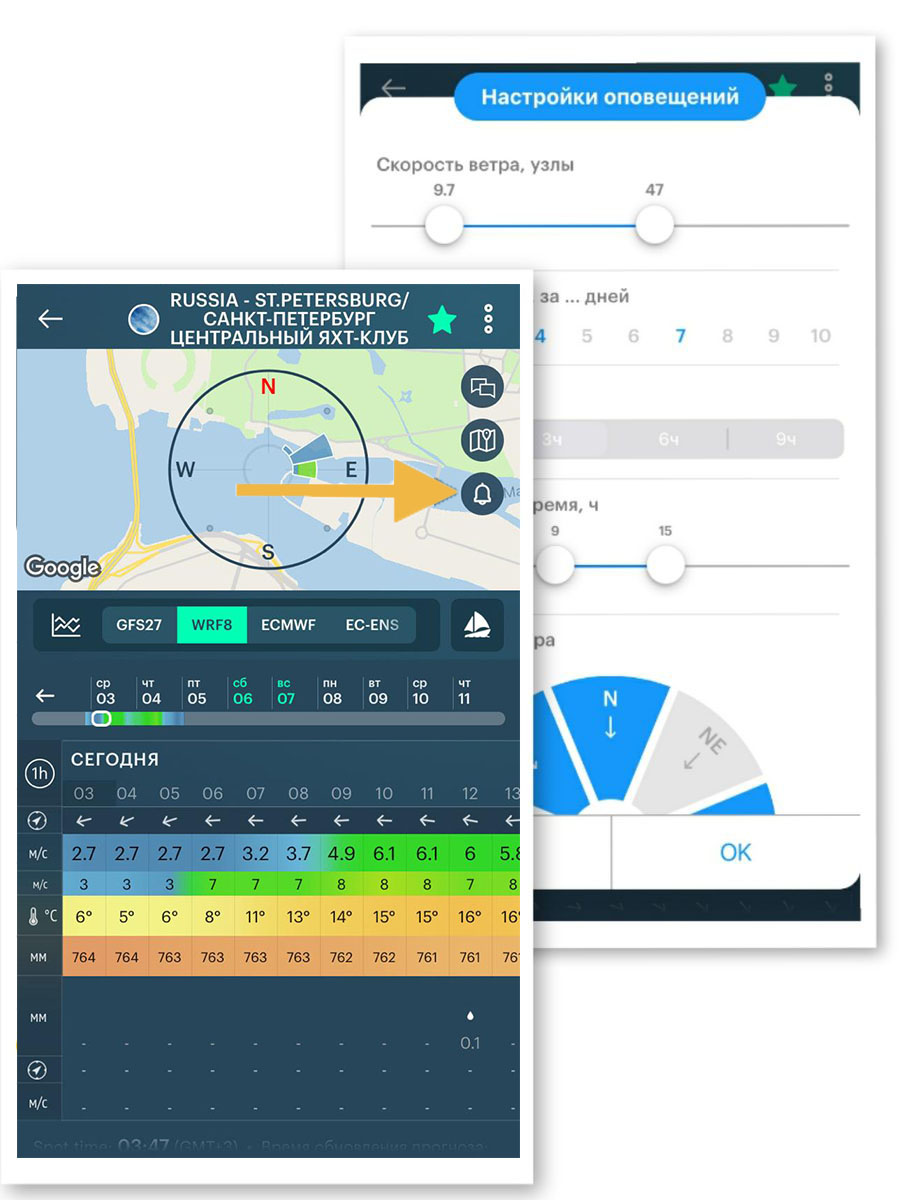 Настройки оповещений
Скорость ветра, узлы
9.7 47
за ... дней
4 5 6 7 8 9 10
3ч 6ч 9ч
ремя, ч
9 15
ра
N NE
OK
RUSSIA - ST.PETERSBURG/
САНКТ-ПЕТЕРБУРГ
ЦЕНТРАЛЬНЫЙ ЯХТ-КЛУБ
N
W E
S
Ма
Google
GFS27 WRF8 ECMWF EC-ENS
ср чт пт сб вс пн вт ср чт
03 04 05 06 07 08 09 10 11
СЕГОДНЯ
1h
03 04 05 06 07 08 09 10 11 12 13
м/с 2.7 2.7 2.7 2.7 3.2 3.7 4.9 6.1 6.1 6 5.8
м/с 3 3 3 7 7 7 8 8 8 7 8
°C 6° 5° 6° 8° 11° 13° 14° 15° 15° 16° 16°
мм 764 764 763 763 763 763 762 762 761 761 761
мм
- - - - - - - - - 0.1 -
- - - - - - - - - - -
м/с - - - - - - - - - - -
Spot time: 03:47 (GMT+3) • Время обновления прогноза: